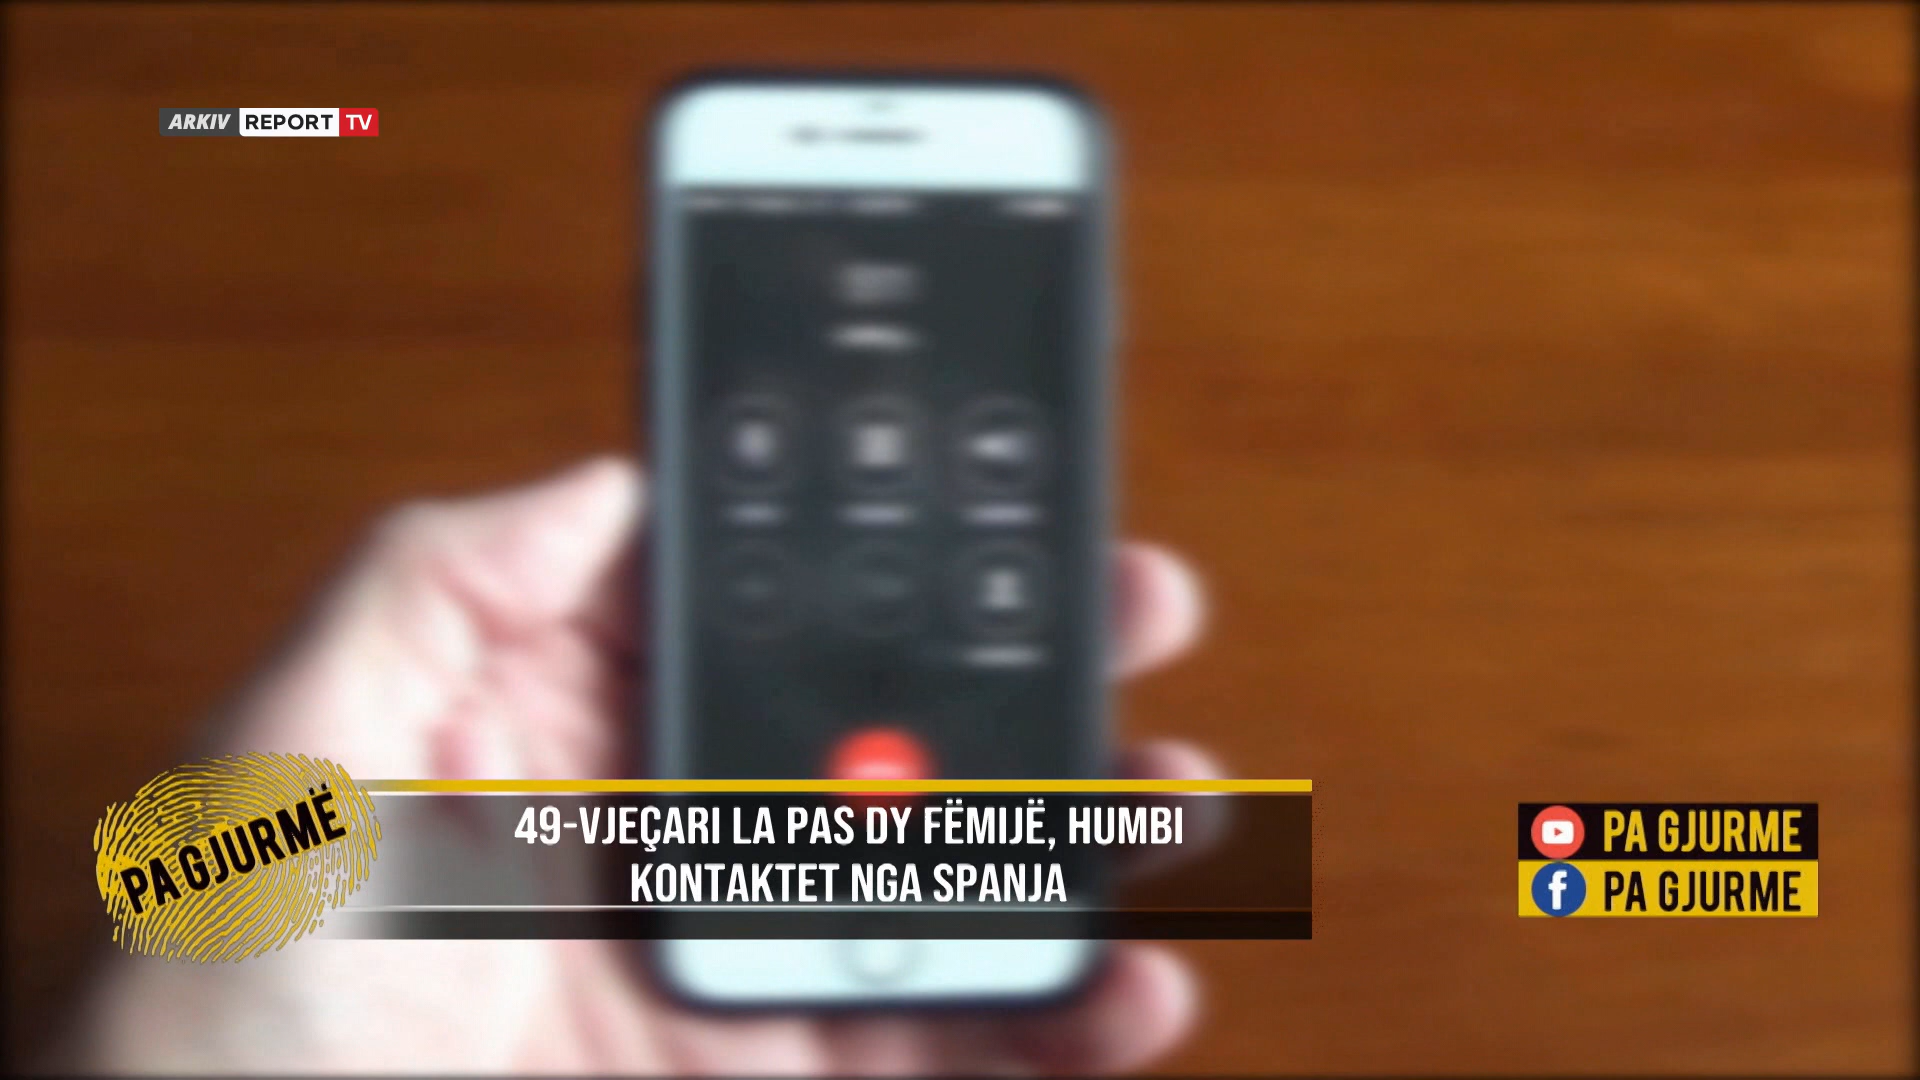 ARKIV REPORT TV
PA GJURMË
49-VJEÇARI LA PAS DY FËMIJË, HUMBI
KONTAKTET NGA SPANJA
PA GJURME
PA GJURME